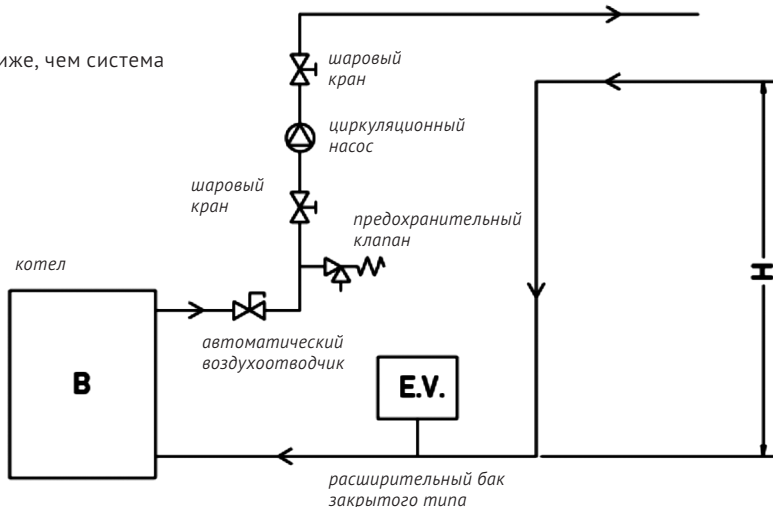 иже, чем система
шаровый
кран
циркуляционный
насос
шаровый
кран
предохранительный
клапан
котел
автоматический
воздухоотводчик
B
E.V.
H
расширительный бак
закрытого типа